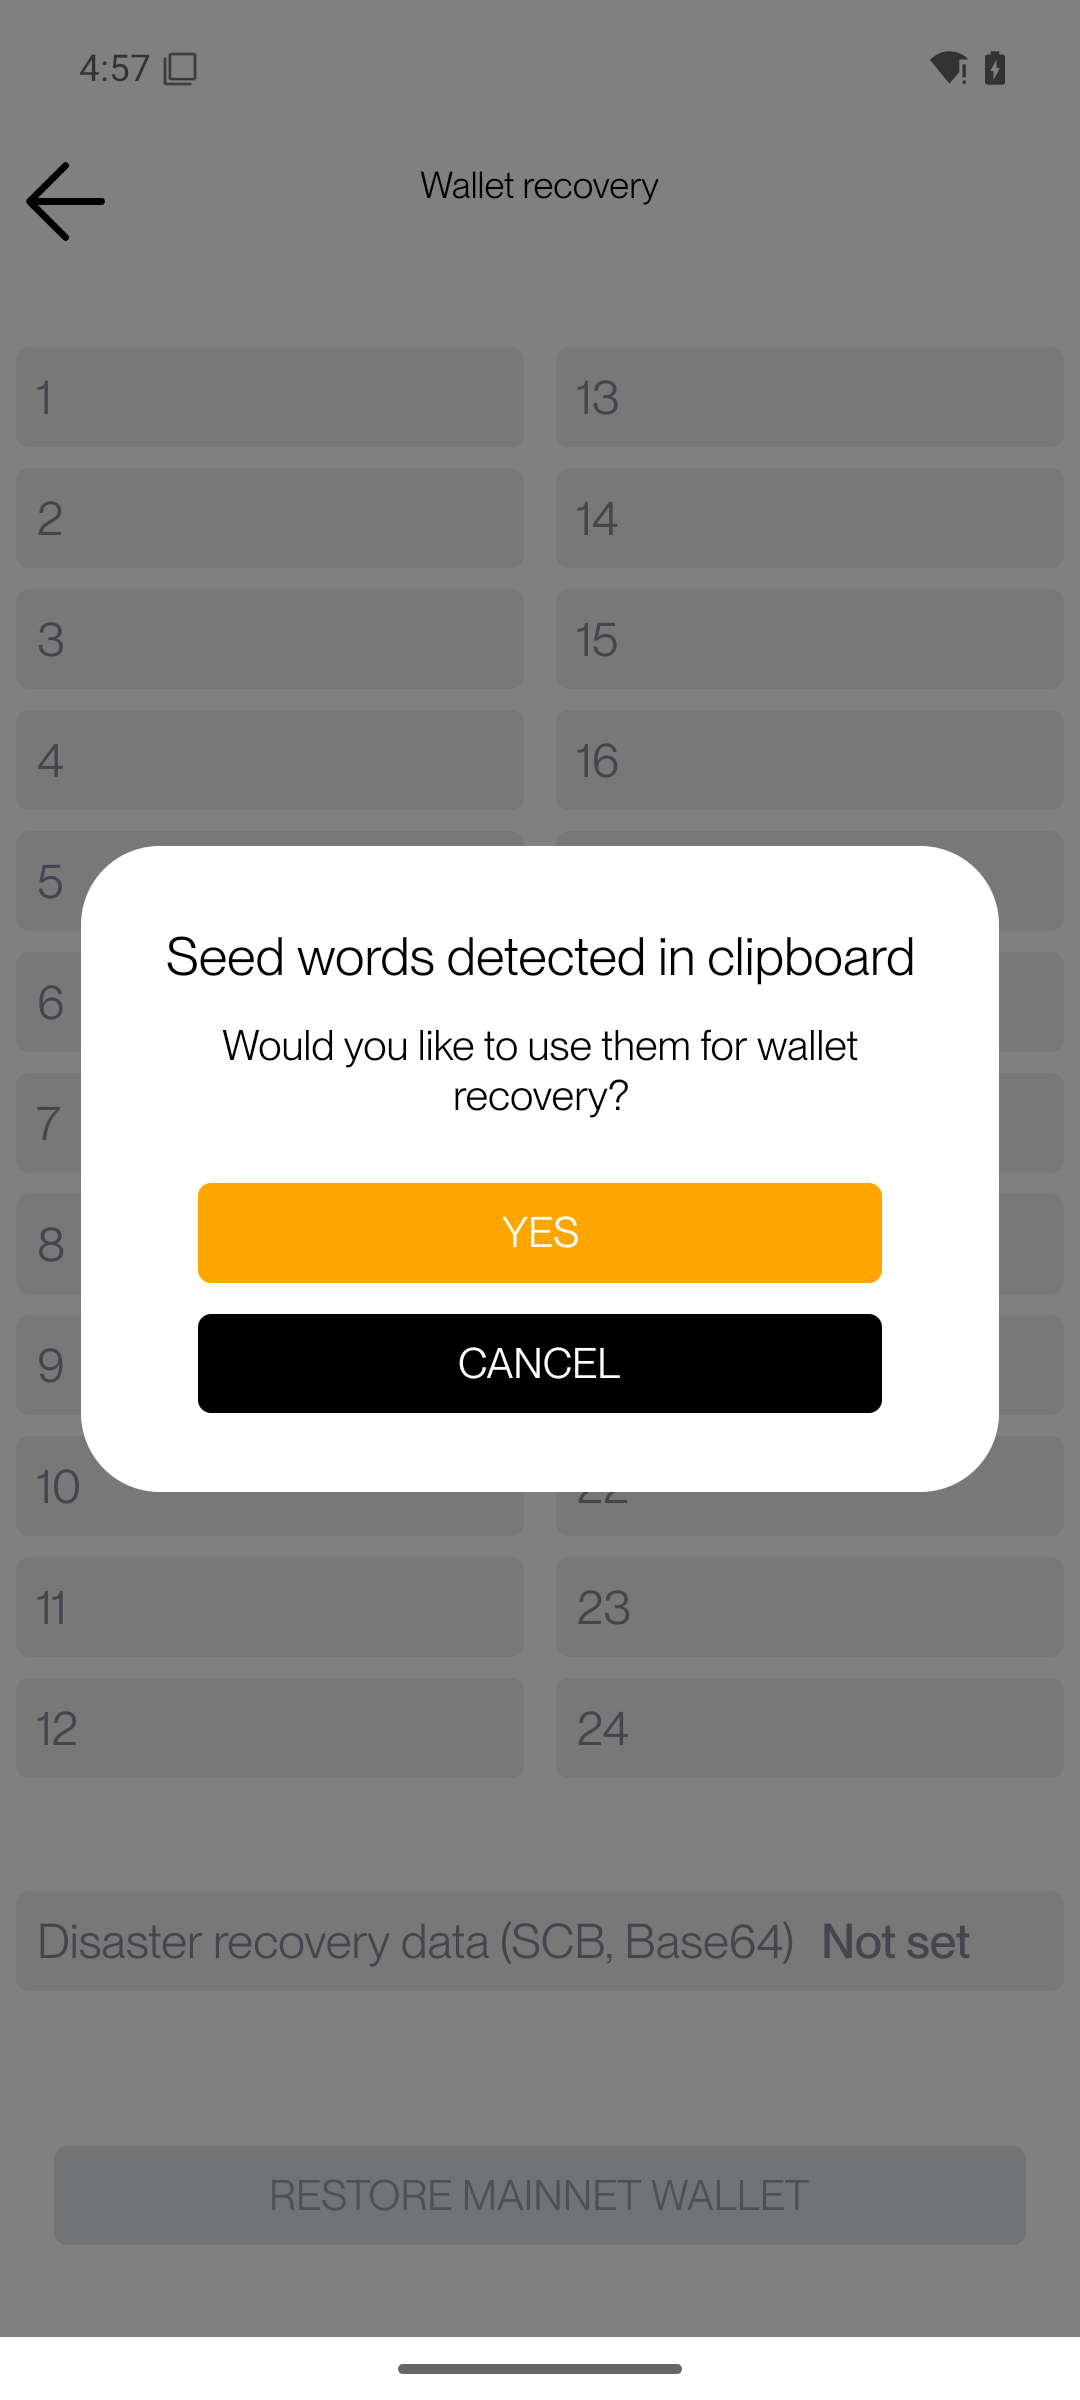 4:57
Wallet recovery
1
13
2
14
3
15
4
16
5
Seed words detected in clipboard
6
Would you like to use them for wallet
recovery?
7
YES
8
CANCEL
9
10
22
11
23
12
24
Disaster recovery data (SCB, Base64) Not set
RESTORE MAINNET WALLET